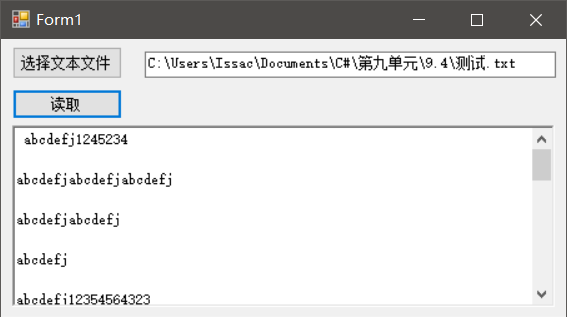 Form1
选择文本文件 C:\Users\Issac\Documents\C#\第九单元\9.4\测试.txt
读取
abcdefj1245234
abcdefjabcdefjabcdefj
abcdefjabcdefj
abcdefj
abcdefj12354564323